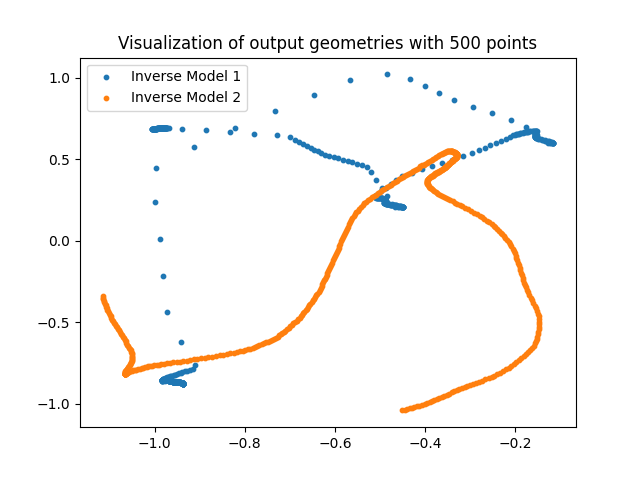 Visualization of output geometries with 500 points
Inverse Model 1
Inverse Model 2
1.0
0.5
0.0
−0.5
−1.0
−1.0 −0.8 −0.6 −0.4 −0.2